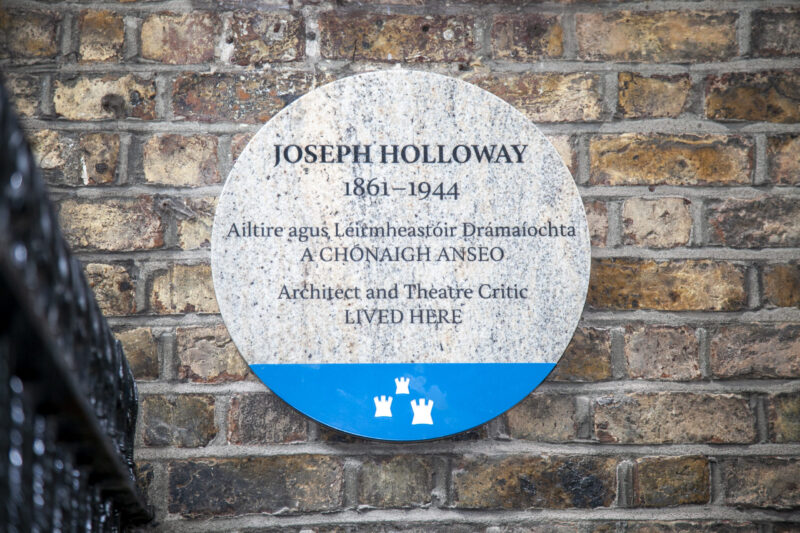 JOSEPH HOLLOWAY
1861–1944
Ailtire agus Léirmheastóir Drámaíochta
A CHÓNAIGH ANSEO
Architect and Theatre Critic
LIVED HERE